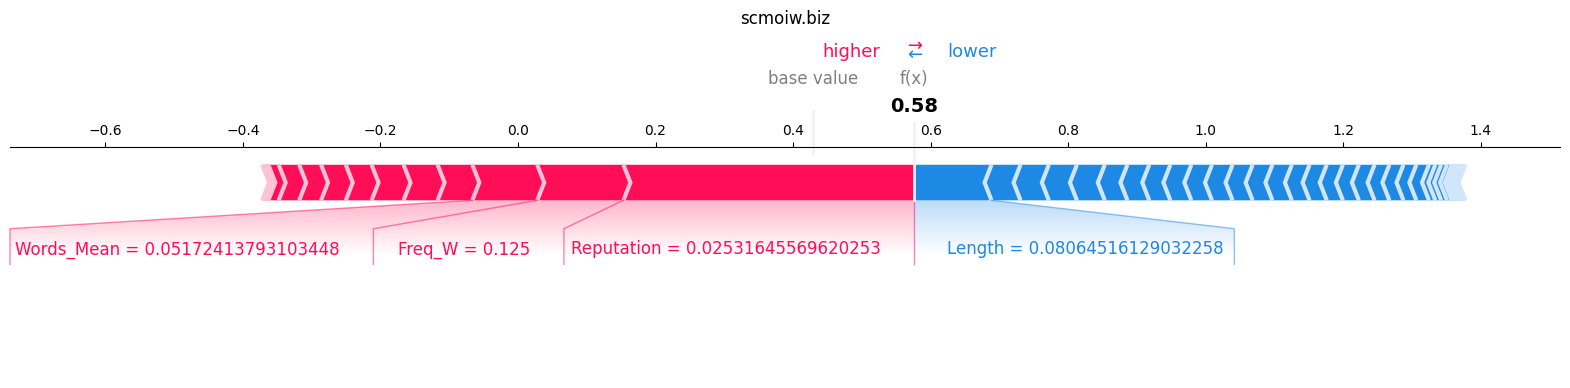 scmoiw.biz
higher ⇄ lower
base value f(x)
0.58
−0.6 −0.4 −0.2 0.0 0.2 0.4 0.6 0.8 1.0 1.2 1.4
Words_Mean = 0.05172413793103448 Freq_W = 0.125 Reputation = 0.02531645569620253 Length = 0.08064516129032258